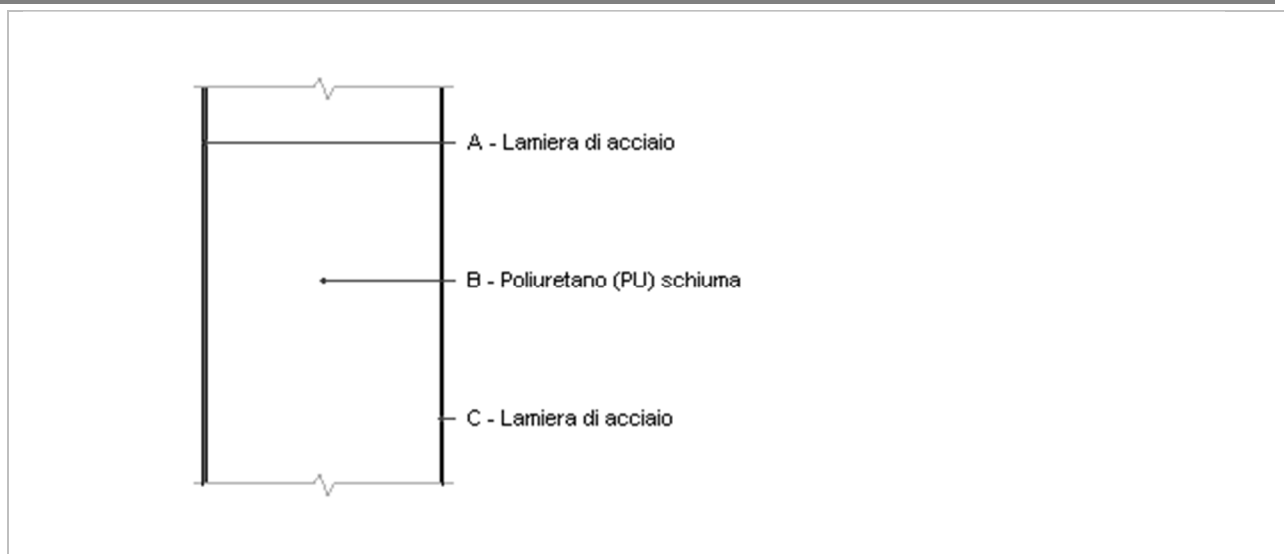 A - Lamiera di acciaio
B - Poliuretano (PU) schiuma
C - Lamiera di acciaio